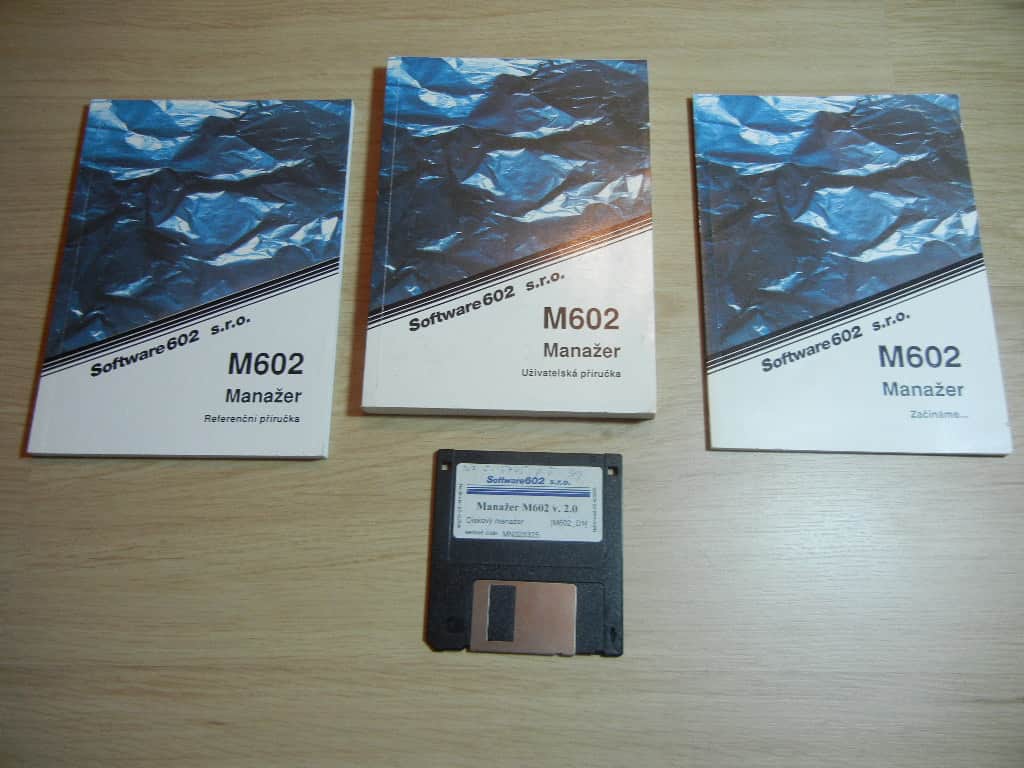 Software602 s.r.o.
M602
Manažer
Referenční příručka
Software602 s.r.o.
M602
Manažer
Uživatelská příručka
Software602 s.r.o.
M602
Manažer
Začínáme...
Software602 s.r.o.
Manažer M602 v. 2.0
Diskový manažer [M602_D1]